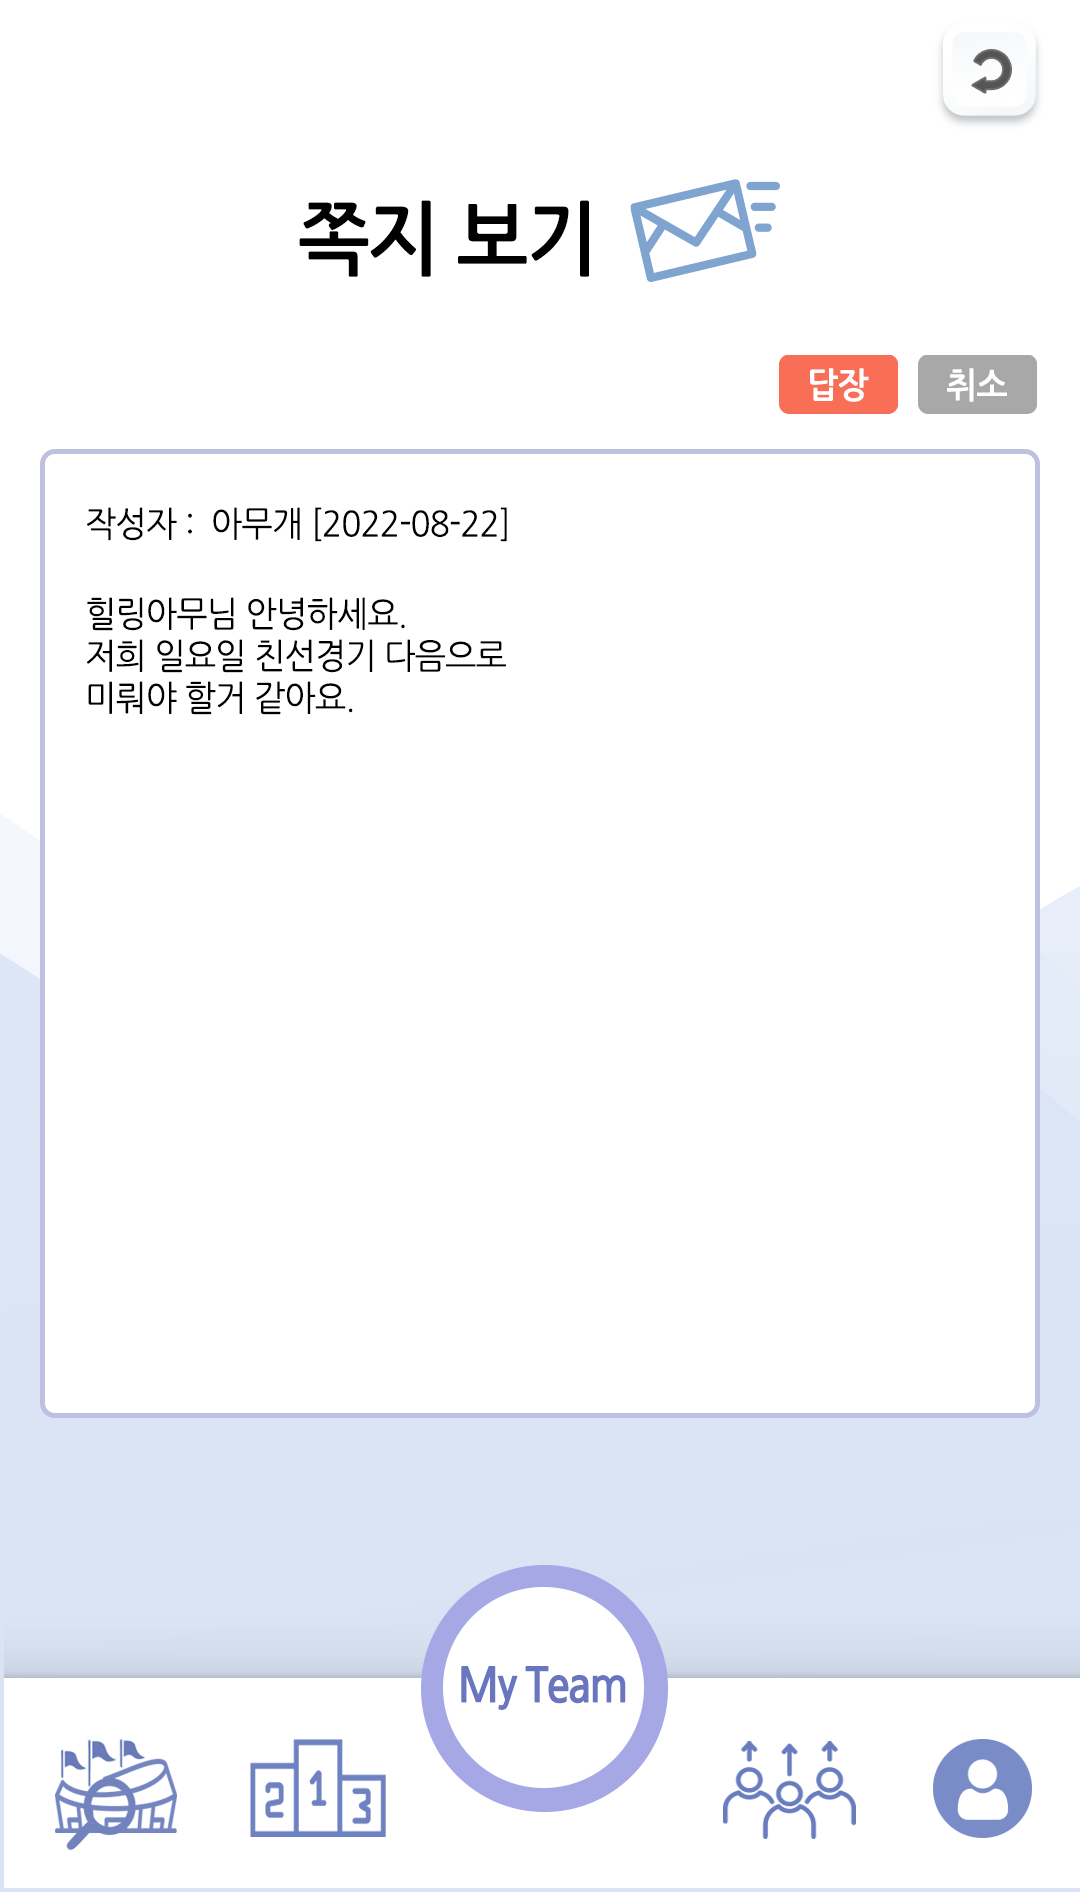 쪽지 보기
답장 취소
작성자 : 아무개 [2022-08-22]
힐링아무님 안녕하세요.
저희 일요일 친선경기 다음으로
미뤄야 할거 같아요.
My Team
2 1 3